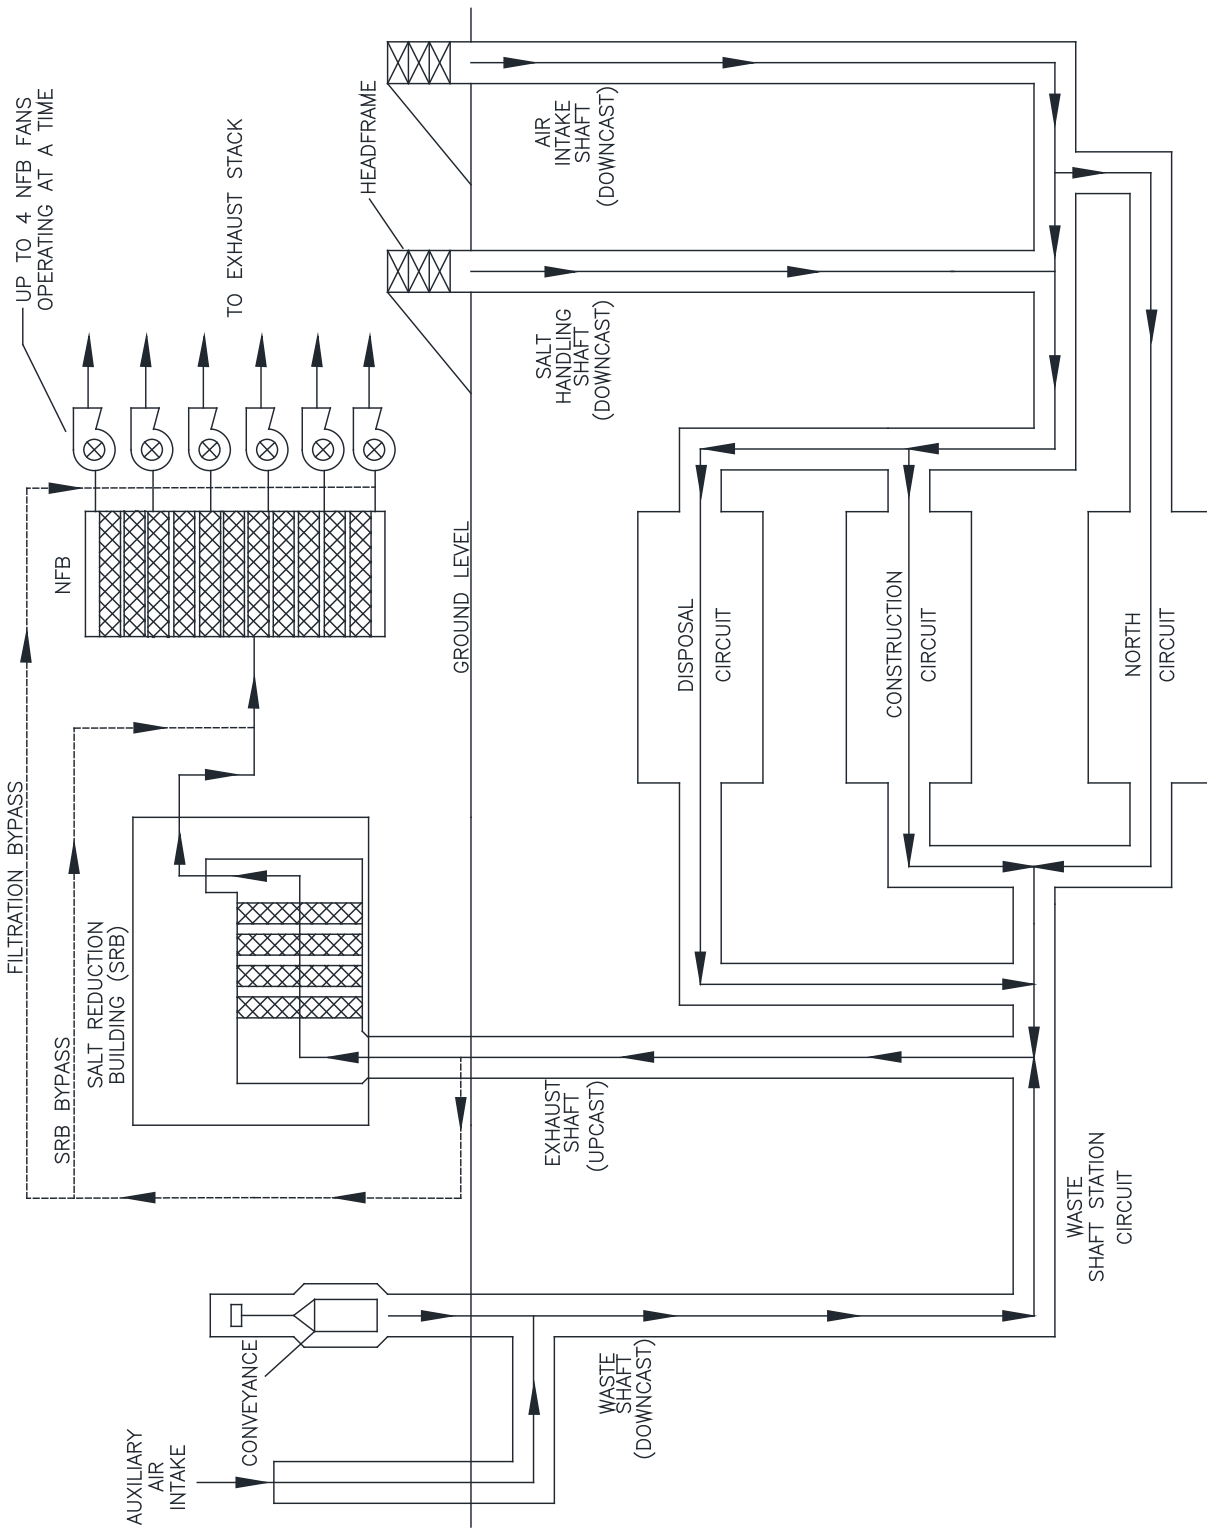 UP TO 4 NFB FANS
OPERATING AT A TIME
TO EXHAUST STACK
HEADFRAME
AIR
INTAKE
SHAFT
(DOWNCAST)
SALT
HANDLING
SHAFT
(DOWNCAST)
NFB
GROUND LEVEL
DISPOSAL
CIRCUIT
CONSTRUCTION
CIRCUIT
NORTH
CIRCUIT
FILTRATION BYPASS
SRB BYPASS
SALT REDUCTION
BUILDING (SRB)
EXHAUST
SHAFT
(UPCAST)
WASTE
SHAFT STATION
CIRCUIT
CONVEYANCE
WASTE
SHAFT
(DOWNCAST)
AUXILIARY
AIR
INTAKE